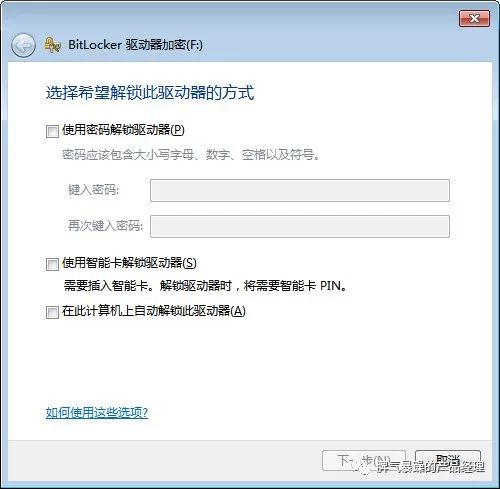 BitLocker 驱动器加密(F:)
选择希望解锁此驱动器的方式
使用密码解锁驱动器(P)
密码应该包含大小写字母、数字、空格以及符号。
键入密码:
再次键入密码:
使用智能卡解锁驱动器(S)
需要插入智能卡。解锁驱动器时，将需要智能卡 PIN。
在此计算机上自动解锁此驱动器(A)
如何使用这些选项?
下一步(N) 取消
脾气暴躁的产品经理